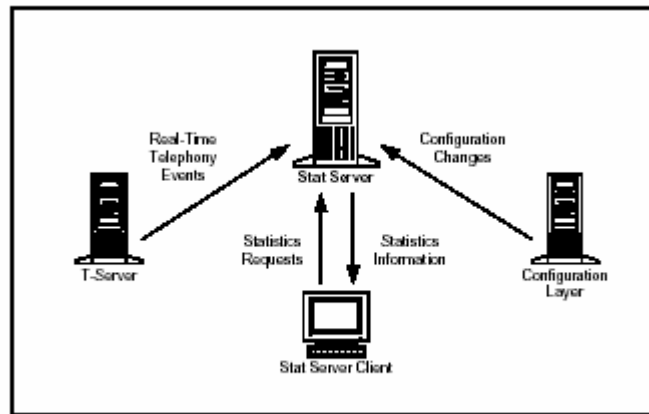 Real-Time
Telephony
Events
Configuration
Changes
Stat Server
T-Server
Statistics
Requests
Statistics
Information
Configuration
Layer
Stat Server Client